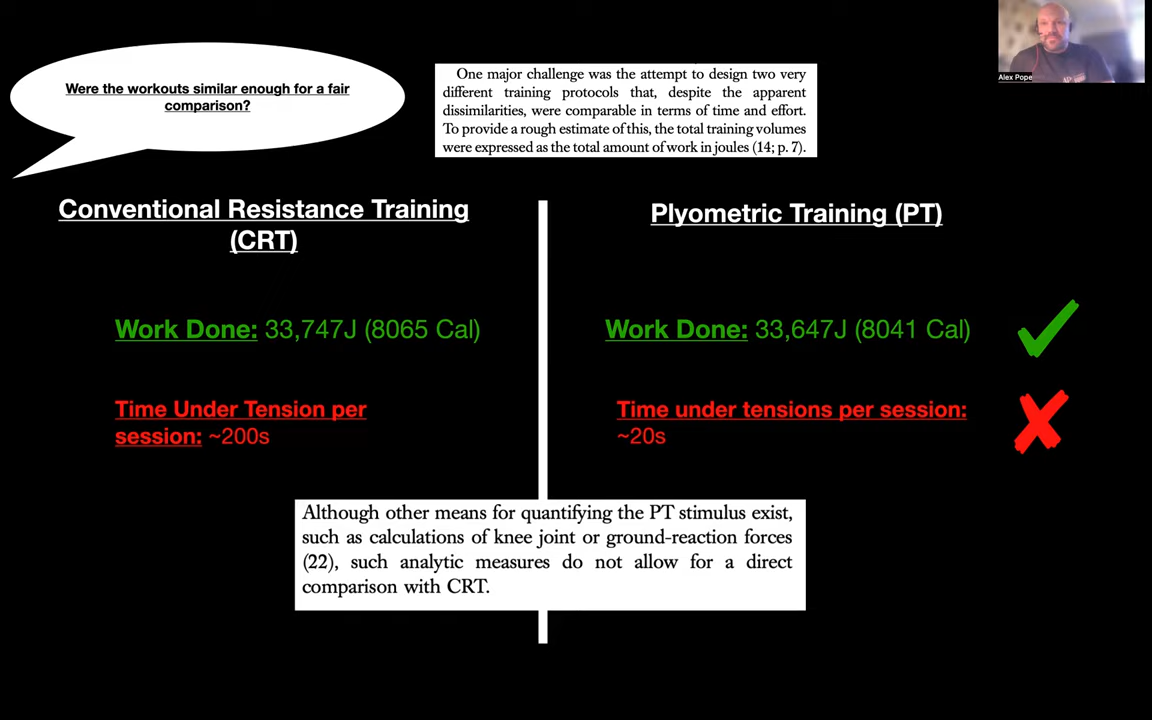 Alex Pope
Were the workouts similar enough for a fair
comparison?
One major challenge was the attempt to design two very
different training protocols that, despite the apparent
dissimilarities, were comparable in terms of time and effort.
To provide a rough estimate of this, the total training volumes
were expressed as the total amount of work in joules (14; p. 7).
Conventional Resistance Training
(CRT)
Plyometric Training (PT)
Work Done: 33,747J (8065 Cal)
Work Done: 33,647J (8041 Cal)
Time Under Tension per
session: ~200s
Time under tensions per session:
~20s
Although other means for quantifying the PT stimulus exist,
such as calculations of knee joint or ground-reaction forces
(22), such analytic measures do not allow for a direct
comparison with CRT.